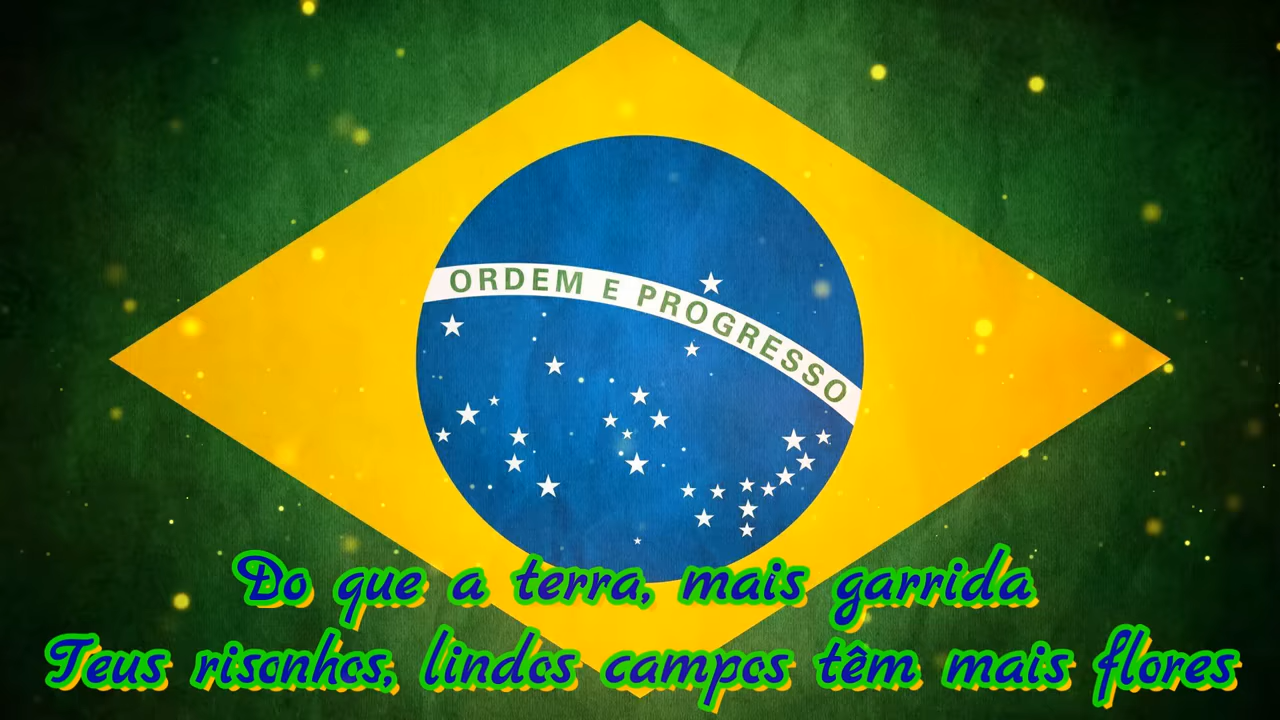 ORDEM E PROGRESSO
Do que a terra, mais garrida
Teus risonhos, lindos campos têm mais flores